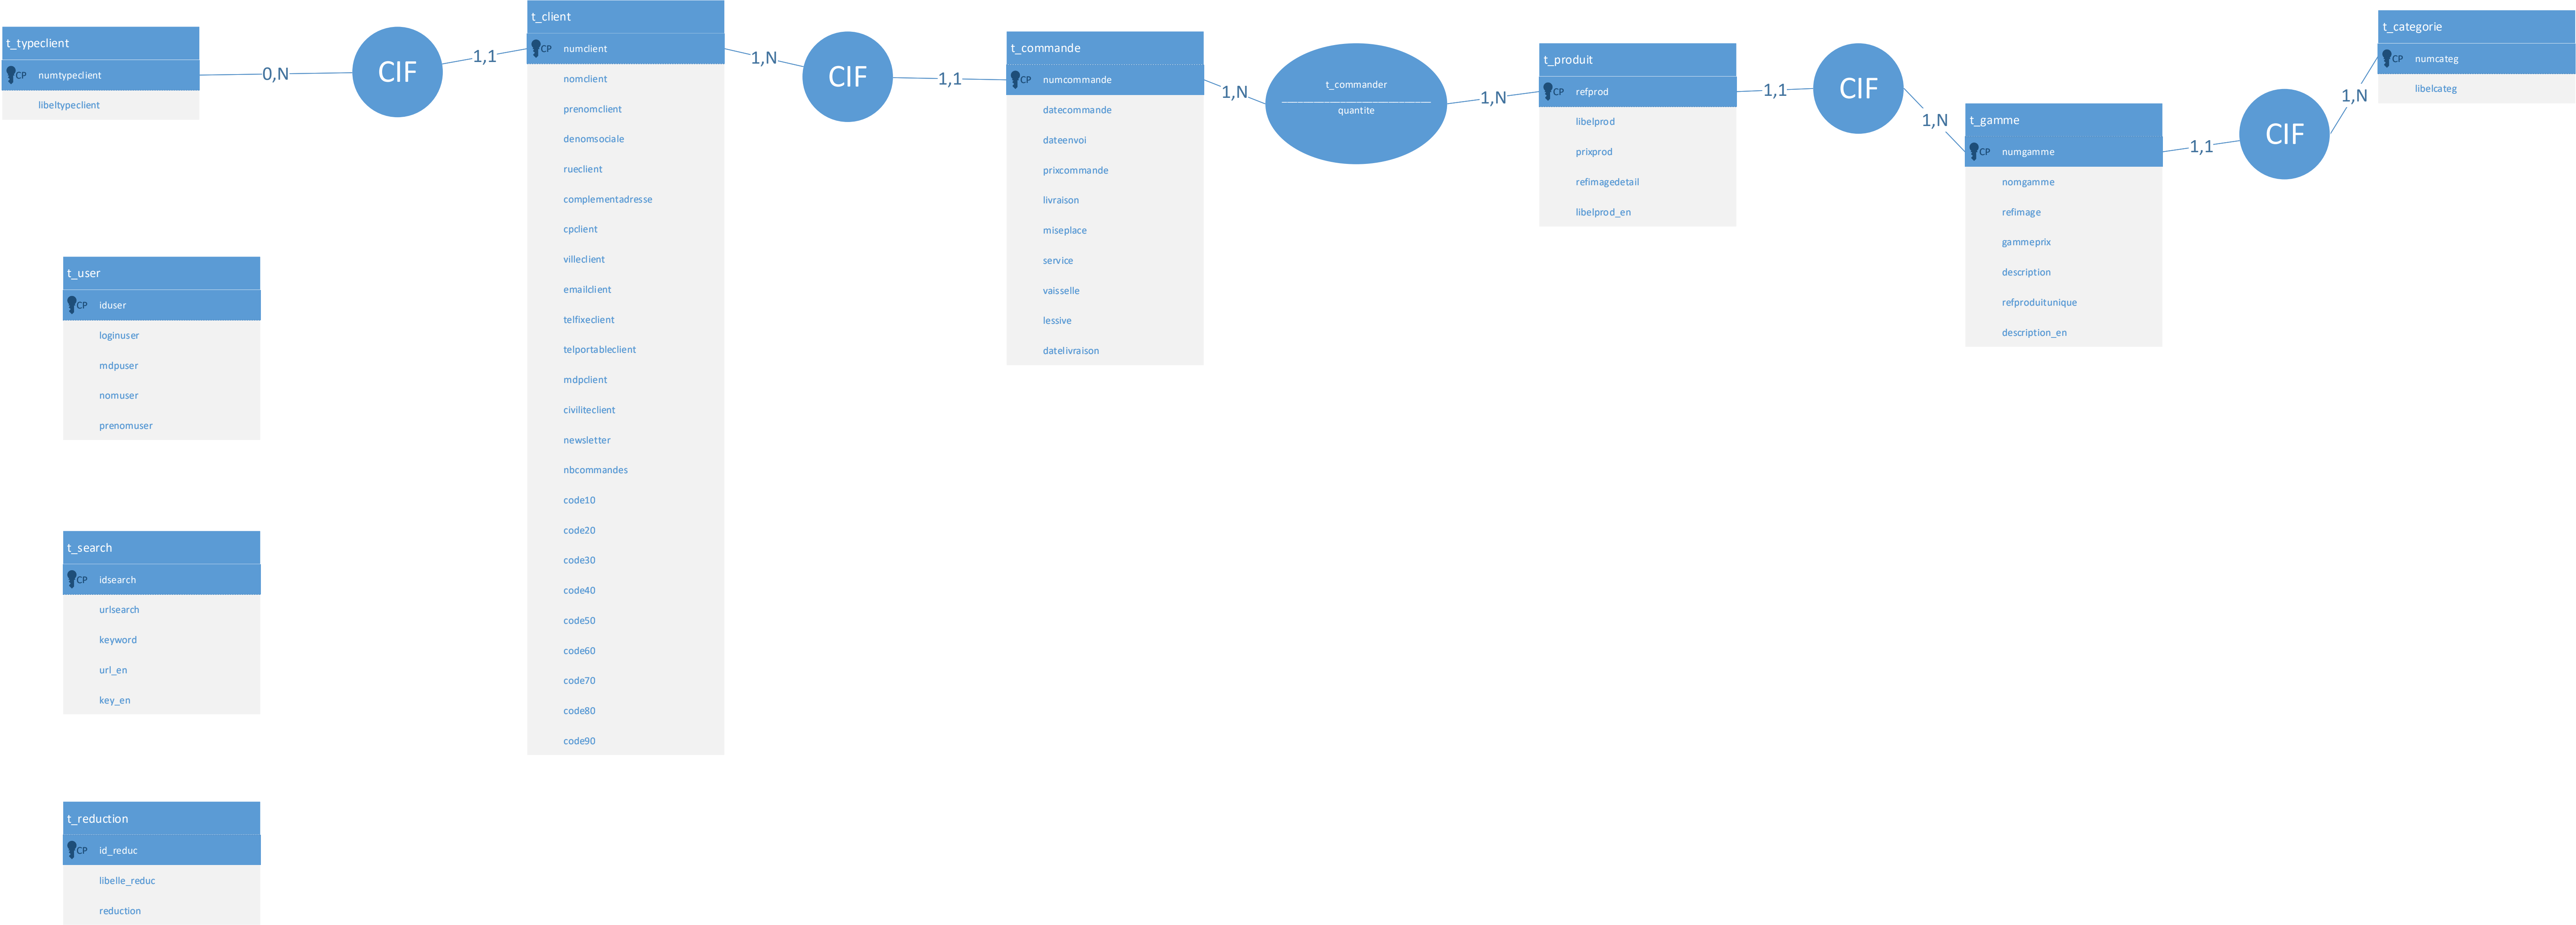 t_typeclient
CP numtypeclient
libeltypeclient
0,N
CIF
1,1
t_client
CP numclient
nomclient
prenomclient
denomsociale
rueclient
complementadresse
cpclient
villeclient
emailclient
telfixeclient
telportableclient
mdpclient
civiliteclient
newsletter
nbcommandes
code10
code20
code30
code40
code50
code60
code70
code80
code90
1,N
CIF
1,1
t_commande
CP numcommande
datecommande
dateenvoi
prixcommande
livraison
miseplace
service
vaisselle
lessive
datelivraison
1,N
t_commander
quantite
1,N
t_produit
CP refprod
libelprod
prixprod
refimagedetail
libelprod_en
1,1
CIF
1,N
t_gamme
CP numgamme
nomgamme
refimage
gammeprix
description
refproduitunique
description_en
1,1
CIF
1,N
t_categorie
CP numcateg
libelcateg
t_user
CP iduser
loginuser
mdpuser
nomuser
prenomuser
t_search
CP idsearch
urlsearch
keyword
url_en
key_en
t_reduction
CP id_reduc
libelle_reduc
reduction